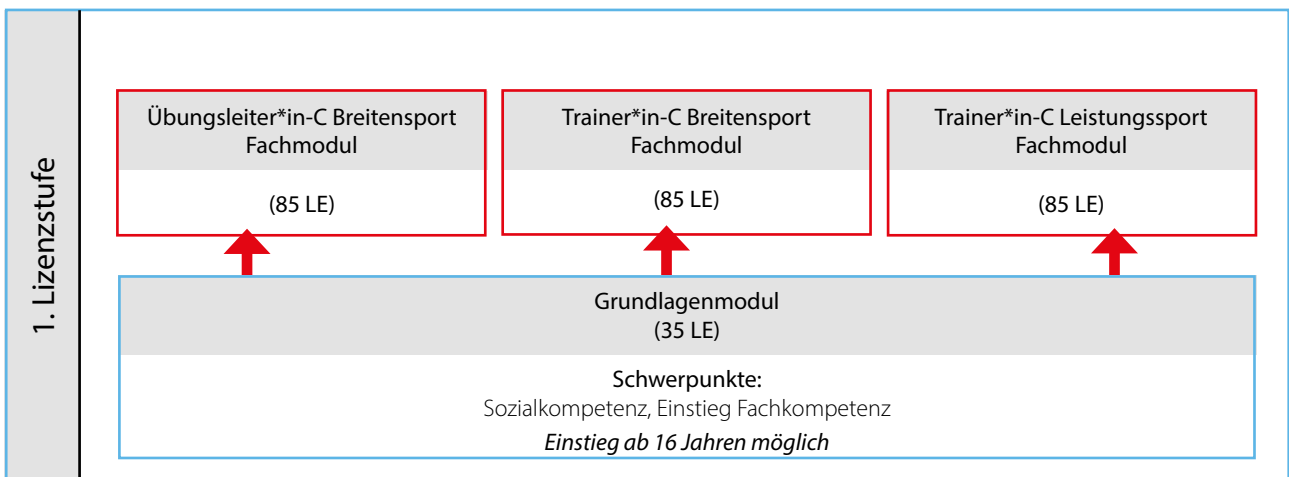 1. Lizenzstufe
Übungsleiter*in-C Breitensport
Fachmodul
(85 LE)
Trainer*in-C Breitensport
Fachmodul
(85 LE)
Trainer*in-C Leistungssport
Fachmodul
(85 LE)
Grundlagenmodul
(35 LE)
Schwerpunkte:
Sozialkompetenz, Einstieg Fachkompetenz
Einstieg ab 16 Jahren möglich